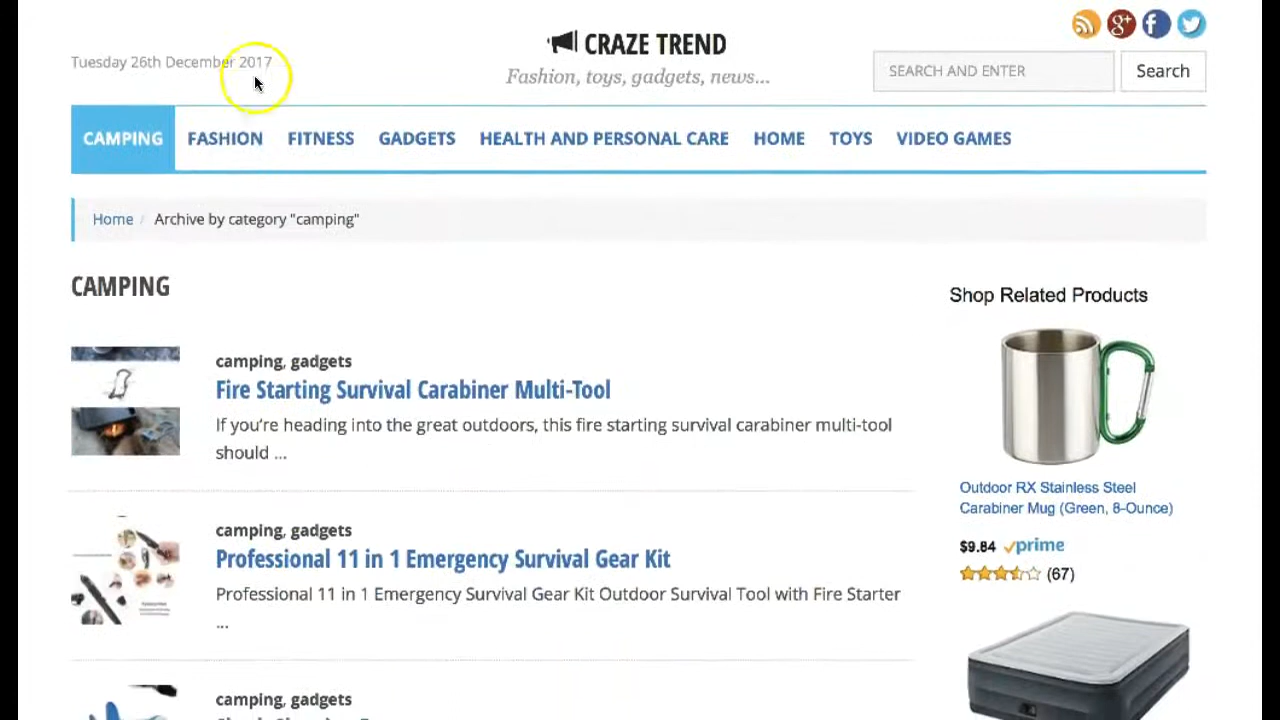 Tuesday 26th December 2017
CRAZE TREND
Fashion, toys, gadgets, news...
SEARCH AND ENTER
Search
CAMPING FASHION FITNESS GADGETS HEALTH AND PERSONAL CARE HOME TOYS VIDEO GAMES
Home / Archive by category "camping"
CAMPING
camping, gadgets
Fire Starting Survival Carabiner Multi-Tool
If you're heading into the great outdoors, this fire starting survival carabiner multi-tool
should ...
camping, gadgets
Professional 11 in 1 Emergency Survival Gear Kit
Professional 11 in 1 Emergency Survival Gear Kit Outdoor Survival Tool with Fire Starter
...
camping, gadgets
Shop Related Products
Outdoor RX Stainless Steel
Carabiner Mug (Green, 8-Ounce)
$9.84 prime
(67)